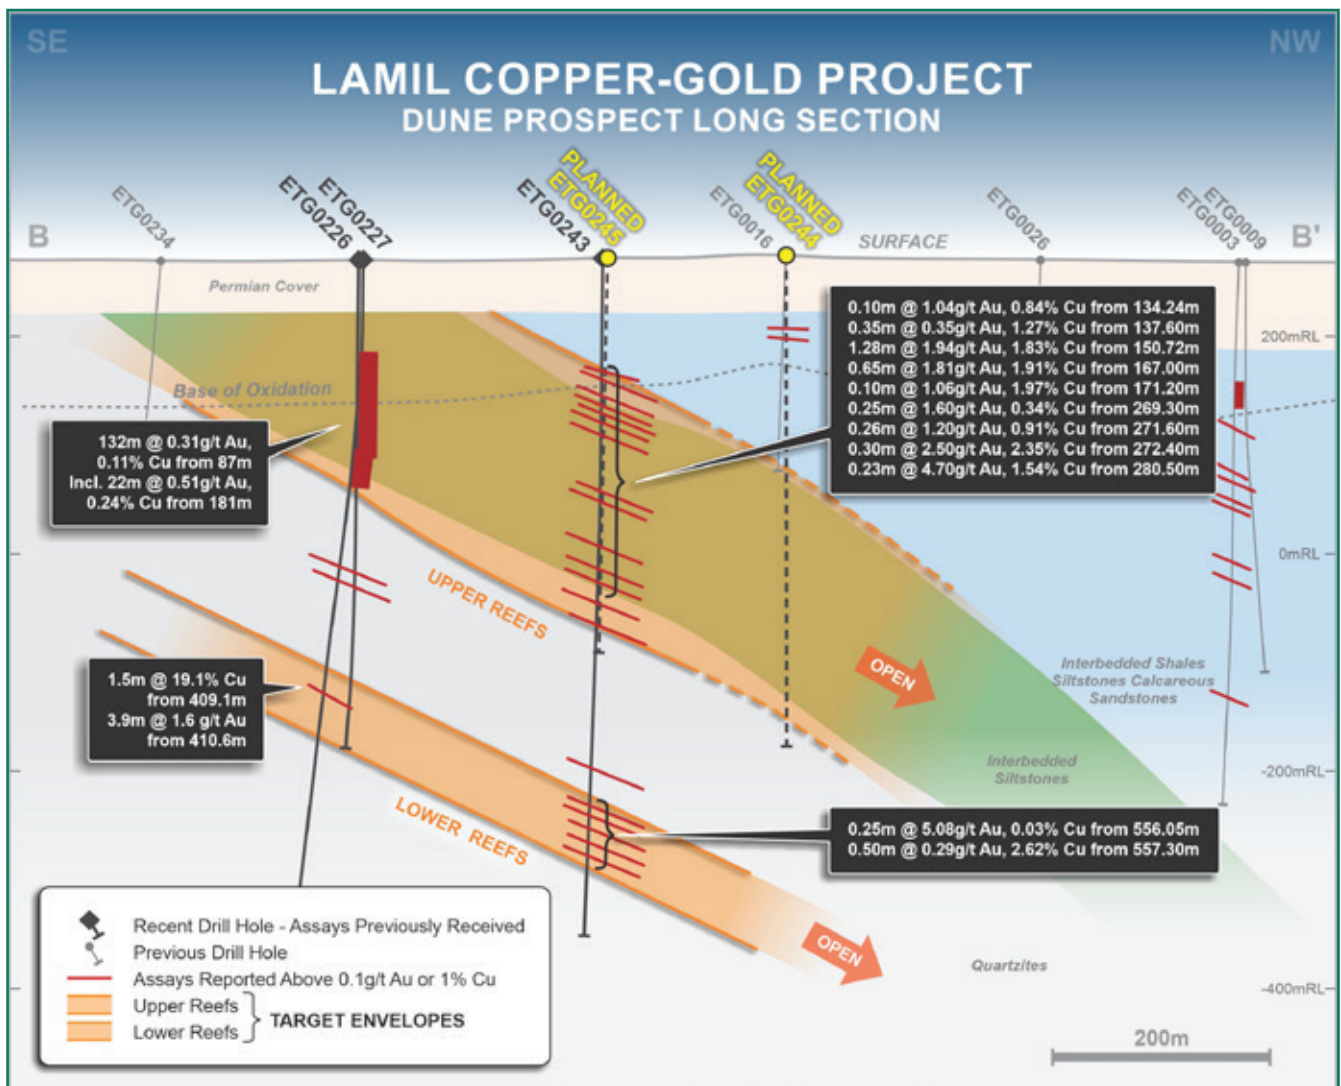 SE
NW
LAMIL COPPER-GOLD PROJECT
DUNE PROSPECT LONG SECTION
B
ETG0234
ETG0226
ETG0227
ETG0243
PLANNED
ETG0245
ETG0016
PLANNED
ETG0244
SURFACE
ETG0026
ETG0003
ETG0009
B'
Permian Cover
200mRL
Base of Oxidation
132m @ 0.31g/t Au,
0.11% Cu from 87m
Incl. 22m @ 0.51g/t Au,
0.24% Cu from 181m
0.10m @ 1.04g/t Au, 0.84% Cu from 134.24m
0.35m @ 0.35g/t Au, 1.27% Cu from 137.60m
1.28m @ 1.94g/t Au, 1.83% Cu from 150.72m
0.65m @ 1.81g/t Au, 1.91% Cu from 167.00m
0.10m @ 1.06g/t Au, 1.97% Cu from 171.20m
0.25m @ 1.60g/t Au, 0.34% Cu from 269.30m
0.26m @ 1.20g/t Au, 0.91% Cu from 271.60m
0.30m @ 2.50g/t Au, 2.35% Cu from 272.40m
0.23m @ 4.70g/t Au, 1.54% Cu from 280.50m
0mRL
UPPER REEFS
1.5m @ 19.1% Cu
from 409.1m
3.9m @ 1.6 g/t Au
from 410.6m
OPEN
Interbedded Shales
Siltstones Calcareous
Sandstones
Interbedded
Siltstones
-200mRL
LOWER REEFS
0.25m @ 5.08g/t Au, 0.03% Cu from 556.05m
0.50m @ 0.29g/t Au, 2.62% Cu from 557.30m
OPEN
Quartzites
-400mRL
Recent Drill Hole - Assays Previously Received
Previous Drill Hole
Assays Reported Above 0.1g/t Au or 1% Cu
Upper Reefs
Lower Reefs
TARGET ENVELOPES
200m